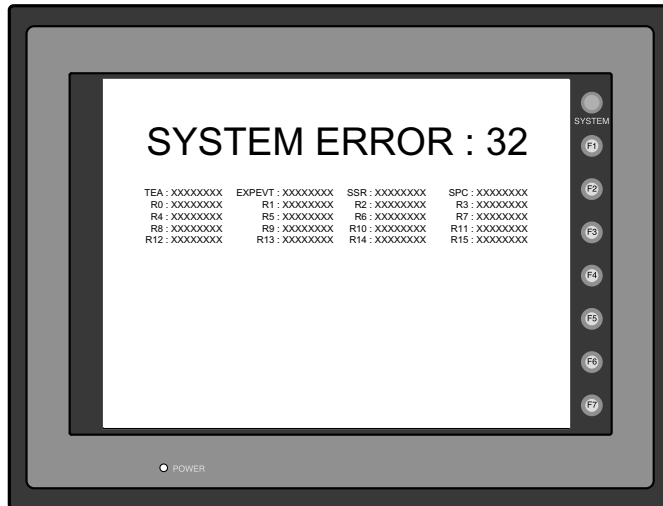 SYSTEM ERROR : 32
SYSTEM
F1
TEA : XXXXXXXX EXPEVT : XXXXXXXX SSR : XXXXXXXX SPC : XXXXXXXX
R0 : XXXXXXXX R1 : XXXXXXXX R2 : XXXXXXXX R3 : XXXXXXXX
R4 : XXXXXXXX R5 : XXXXXXXX R6 : XXXXXXXX R7 : XXXXXXXX
R8 : XXXXXXXX R9 : XXXXXXXX R10 : XXXXXXXX R11 : XXXXXXXX
R12 : XXXXXXXX R13 : XXXXXXXX R14 : XXXXXXXX R15 : XXXXXXXX
F2
F3
F4
F5
F6
F7
POWER